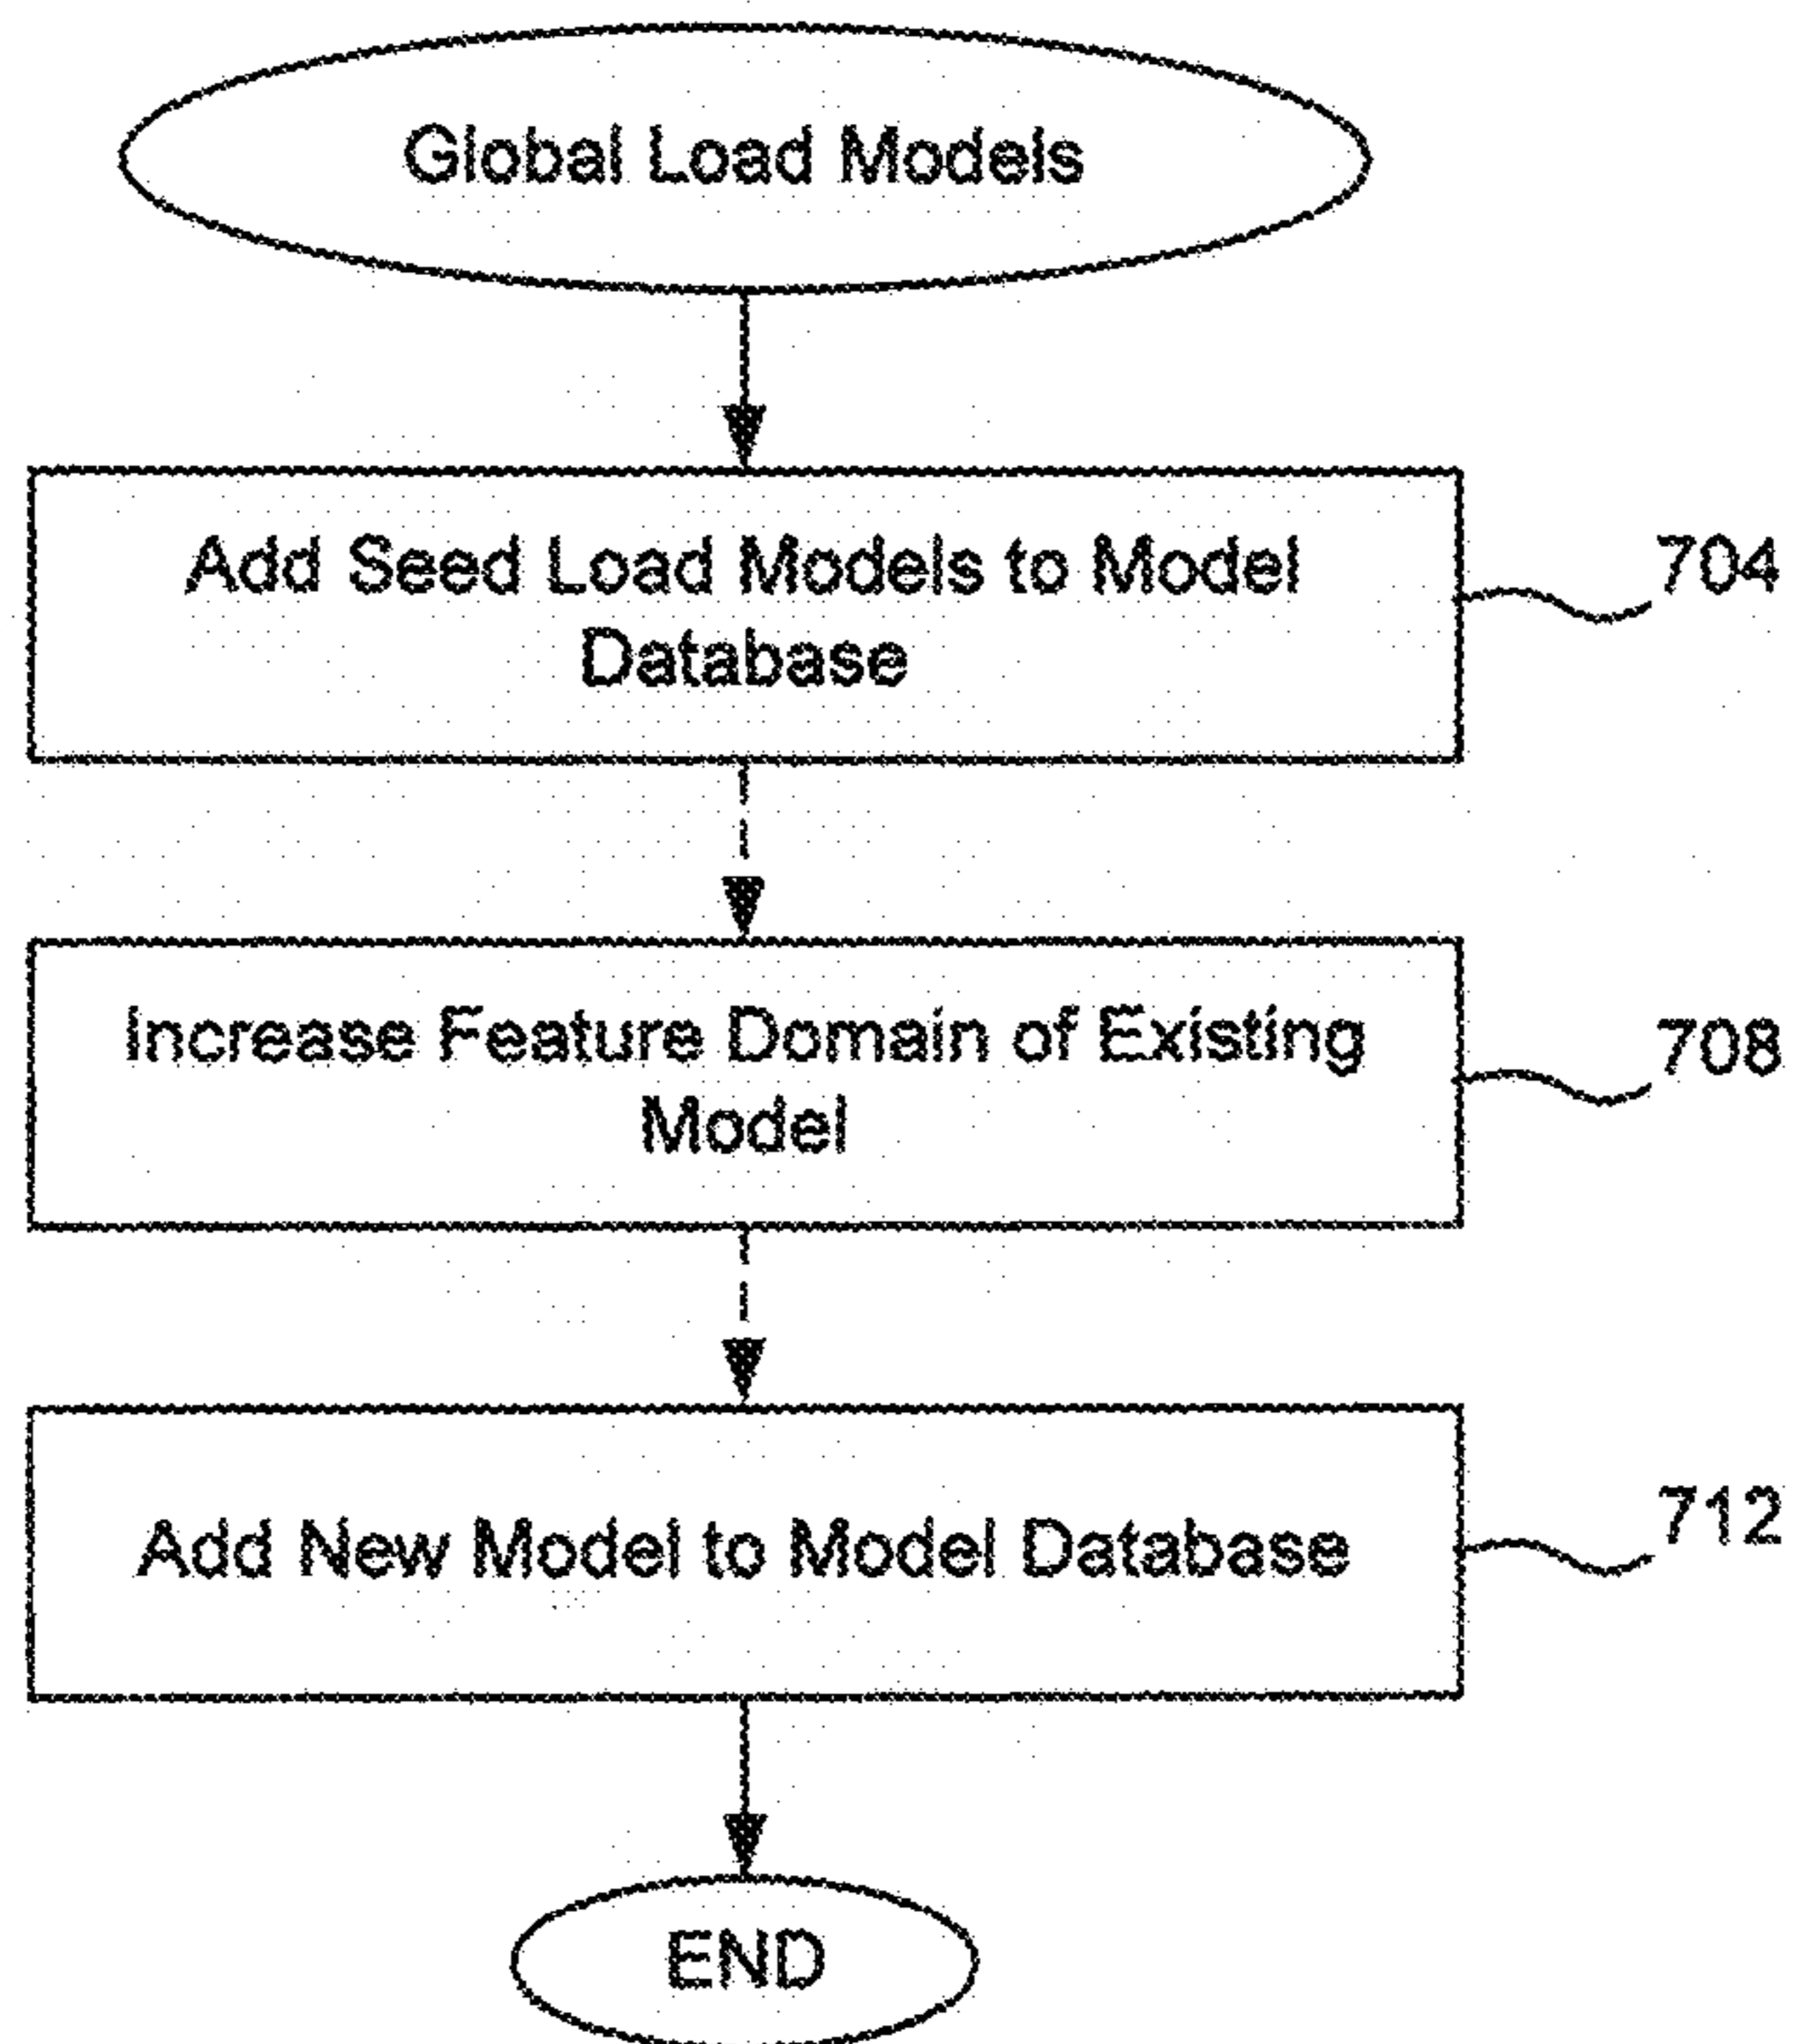 Global Load Models
Add Seed Load Models to Model
Database
704
Increase Feature Domain of Existing
Model
708
Add New Model to Model Database
712
END